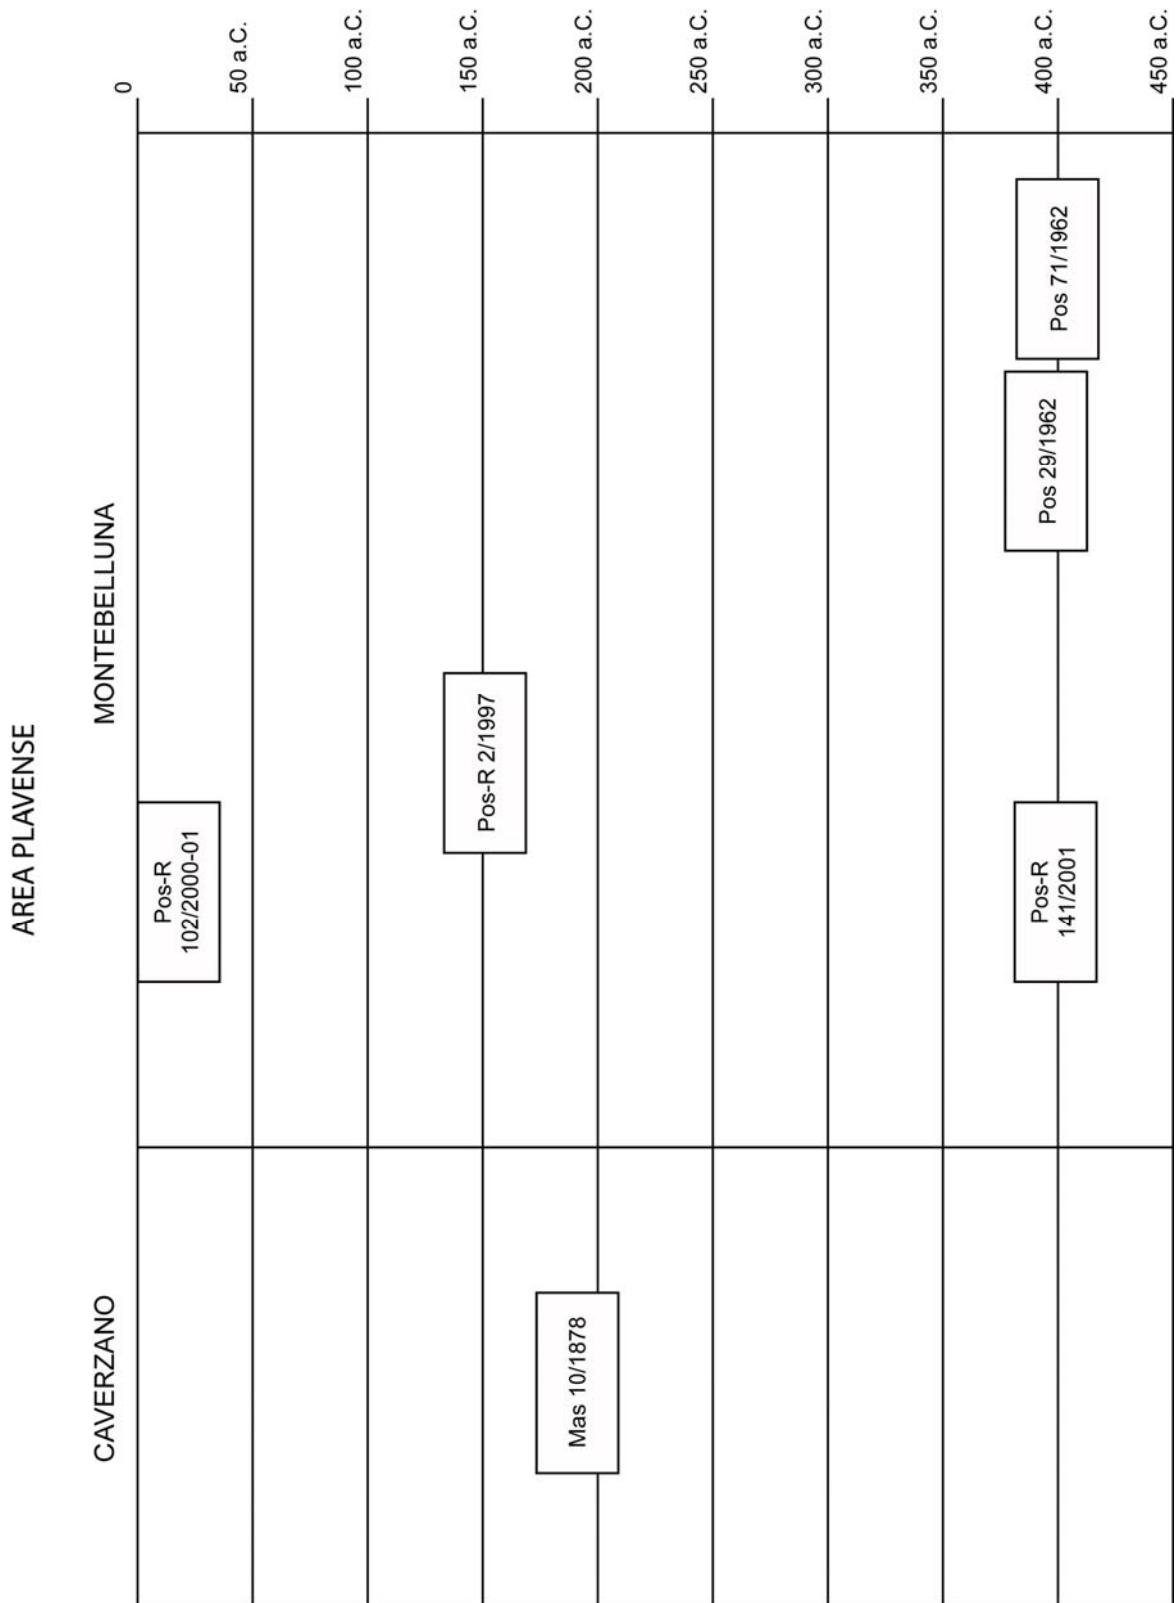 AREA PLAVENSE
CAVERZANO
MONTEBELLUNA
0
50 a.C.
100 a.C.
150 a.C.
200 a.C.
250 a.C.
300 a.C.
350 a.C.
400 a.C.
450 a.C.
Pos-R
102/2000-01
Pos-R 2/1997
Mas 10/1878
Pos-R
141/2001
Pos 29/1962
Pos 71/1962